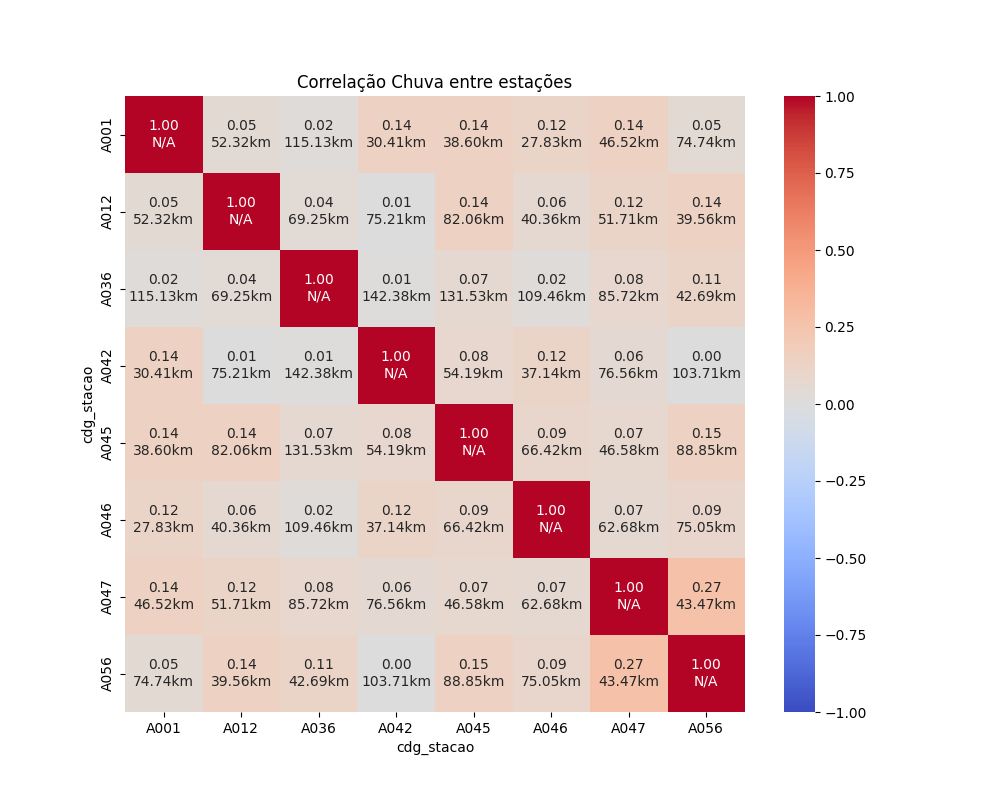 Correlação Chuva entre estações
A001
1.00 0.05 0.02 0.14 0.14 0.12 0.14 0.05
N/A 52.32km 115.13km 30.41km 38.60km 27.83km 46.52km 74.74km
A012
0.05 1.00 0.04 0.01 0.14 0.06 0.12 0.14
52.32km N/A 69.25km 75.21km 82.06km 40.36km 51.71km 39.56km
A036
0.02 0.04 1.00 0.01 0.07 0.02 0.08 0.11
115.13km 69.25km N/A 142.38km 131.53km 109.46km 85.72km 42.69km
A042
0.14 0.01 0.01 1.00 0.08 0.12 0.06 0.00
30.41km 75.21km 142.38km N/A 54.19km 37.14km 76.56km 103.71km
A045
0.14 0.14 0.07 0.08 1.00 0.09 0.07 0.15
38.60km 82.06km 131.53km 54.19km N/A 66.42km 46.58km 88.85km
A046
0.12 0.06 0.02 0.12 0.09 1.00 0.07 0.09
27.83km 40.36km 109.46km 37.14km 66.42km N/A 62.68km 75.05km
A047
0.14 0.12 0.08 0.06 0.07 0.07 1.00 0.27
46.52km 51.71km 85.72km 76.56km 46.58km 62.68km N/A 43.47km
A056
0.05 0.14 0.11 0.00 0.15 0.09 0.27 1.00
74.74km 39.56km 42.69km 103.71km 88.85km 75.05km 43.47km N/A
cdg_stacao
A001 A012 A036 A042 A045 A046 A047 A056
cdg_stacao
1.00
0.75
0.50
0.25
0.00
−0.25
−0.50
−0.75
−1.00